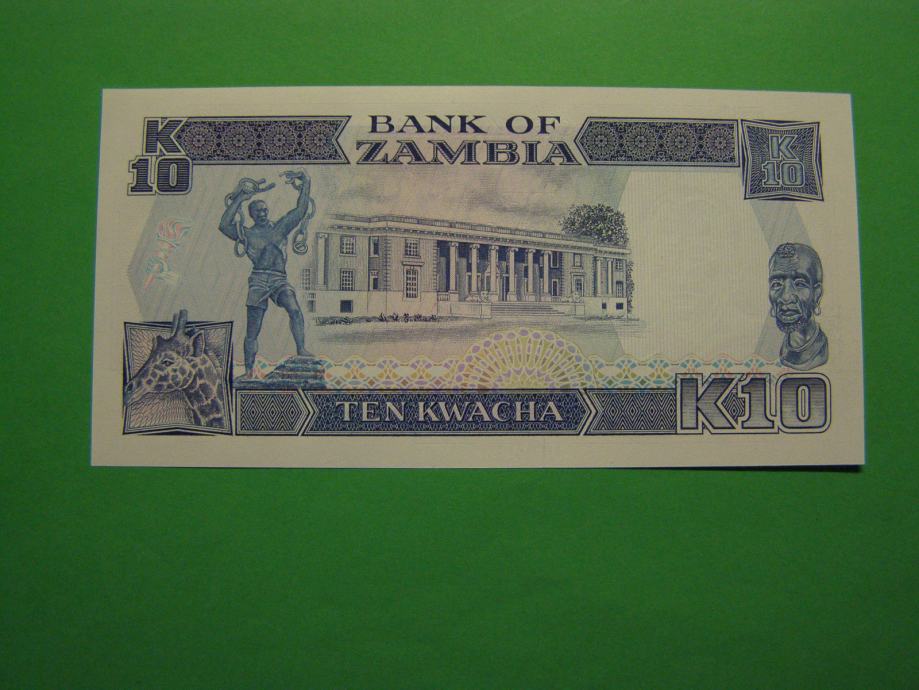 K
10
BANK OF
ZAMBIA
K
10
TEN KWACHA
K10